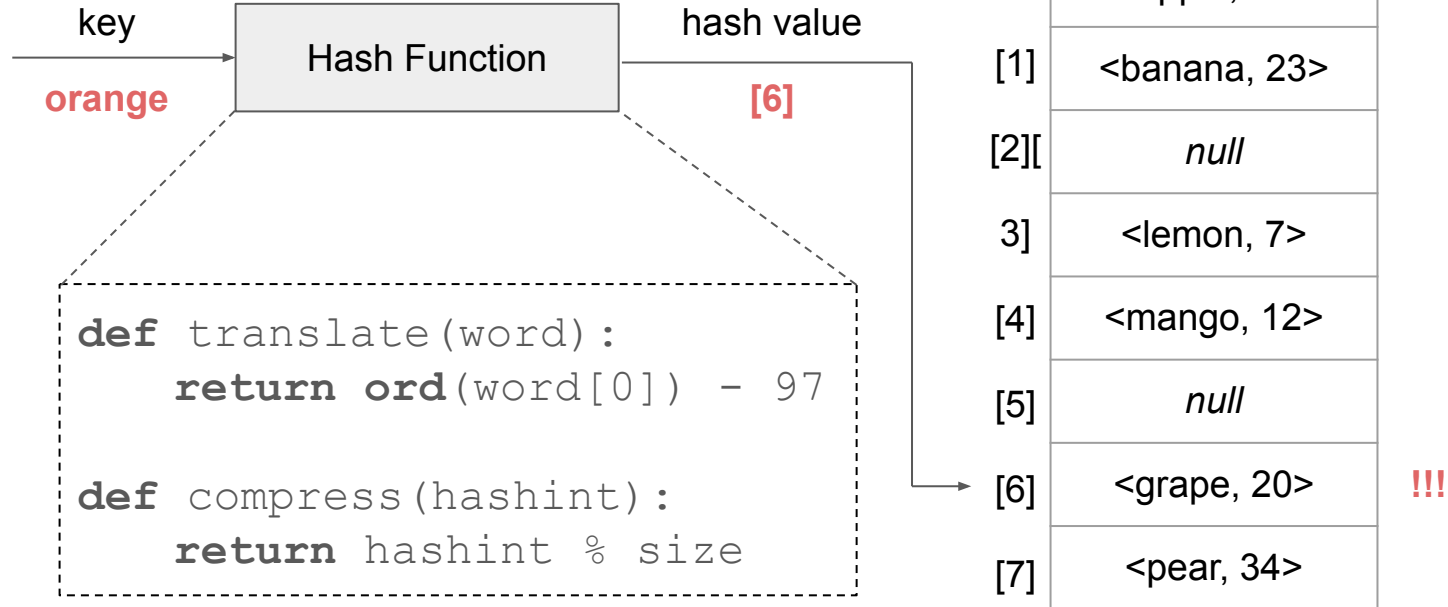 key
orange
Hash Function
hash value
[6]
[1] <banana, 23>
[2][ null
3] <lemon, 7>
[4] <mango, 12>
[5] null
[6] <grape, 20> !!!
[7] <pear, 34>
def translate(word):
return ord(word[0]) - 97
def compress(hashint):
return hashint % size